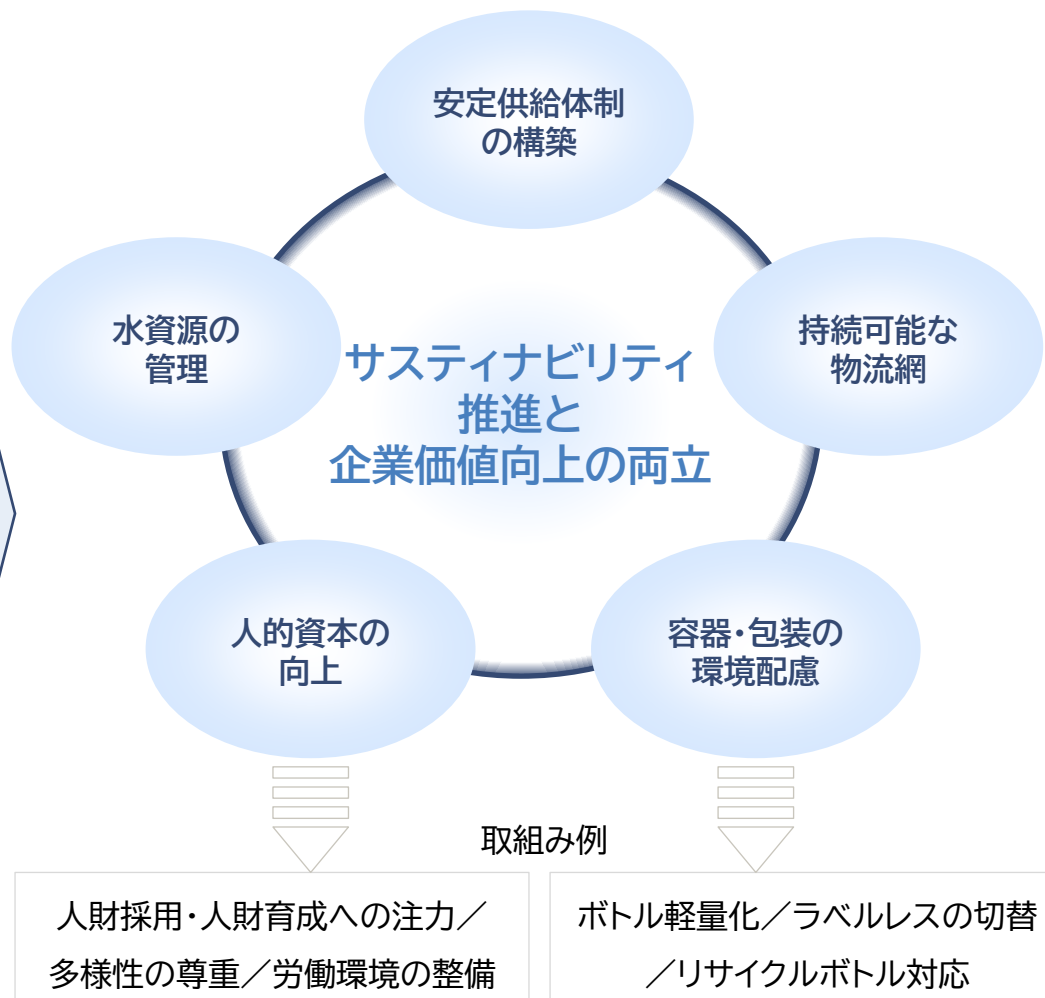 安定供給体制
の構築
水資源の
管理
持続可能な
物流網
サスティナビリティ
推進と
企業価値向上の両立
人的資本の
向上
容器・包装の
環境配慮
取組み例
人財採用・人財育成への注力／
多様性の尊重／労働環境の整備
ボトル軽量化／ラベルレスの切替
／リサイクルボトル対応